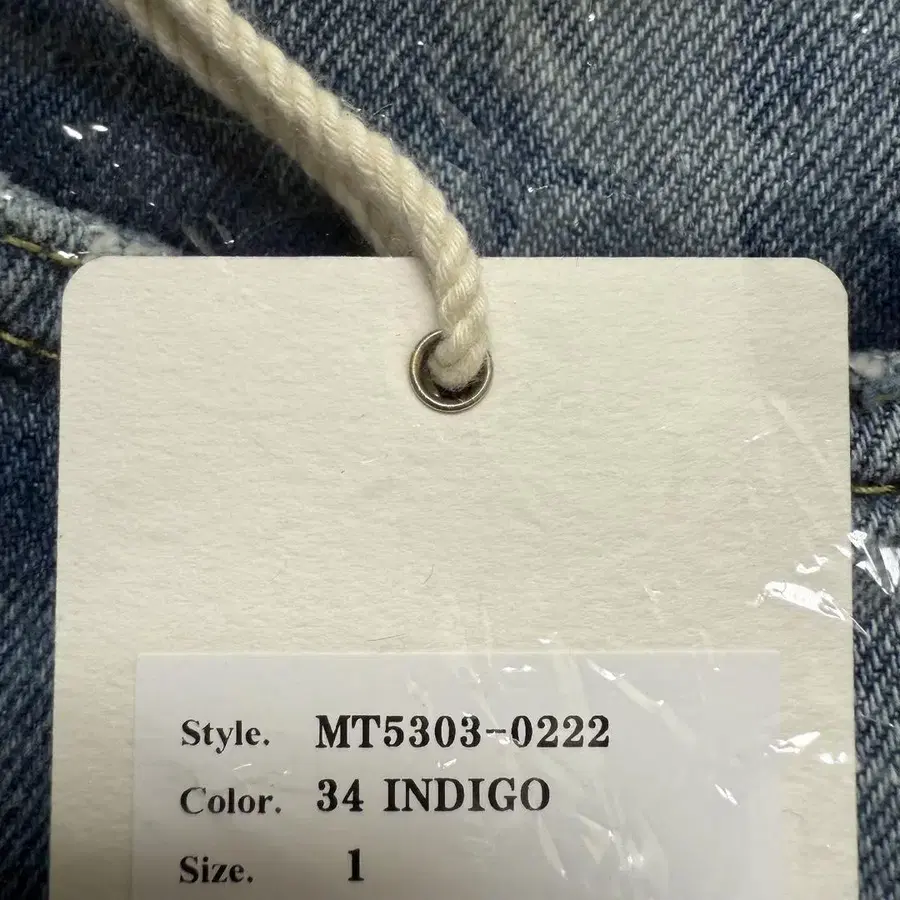 Style. MT5303-0222
Color. 34 INDIGO
Size. 1